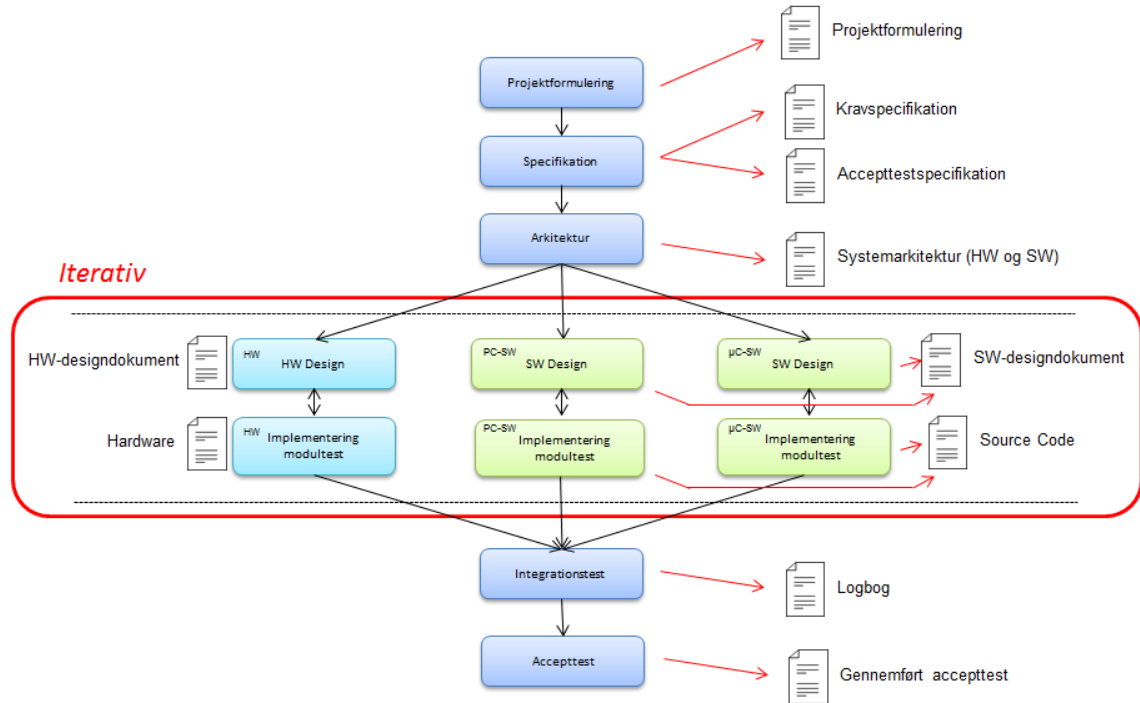 Projektformulering
Projektformulering
Kravspecifikation
Specifikation
Accepttestspecifikation
Arkitektur
Systemarkitektur (HW og SW)
Iterativ
HW-designdokument
HW
HW Design
PC-SW
SW Design
µC-SW
SW Design
SW-designdokument
Hardware
HW
Implementering
modultest
PC-SW
Implementering
modultest
µC-SW
Implementering
modultest
Source Code
Integrationstest
Logbog
Accepttest
Gennemført accepttest